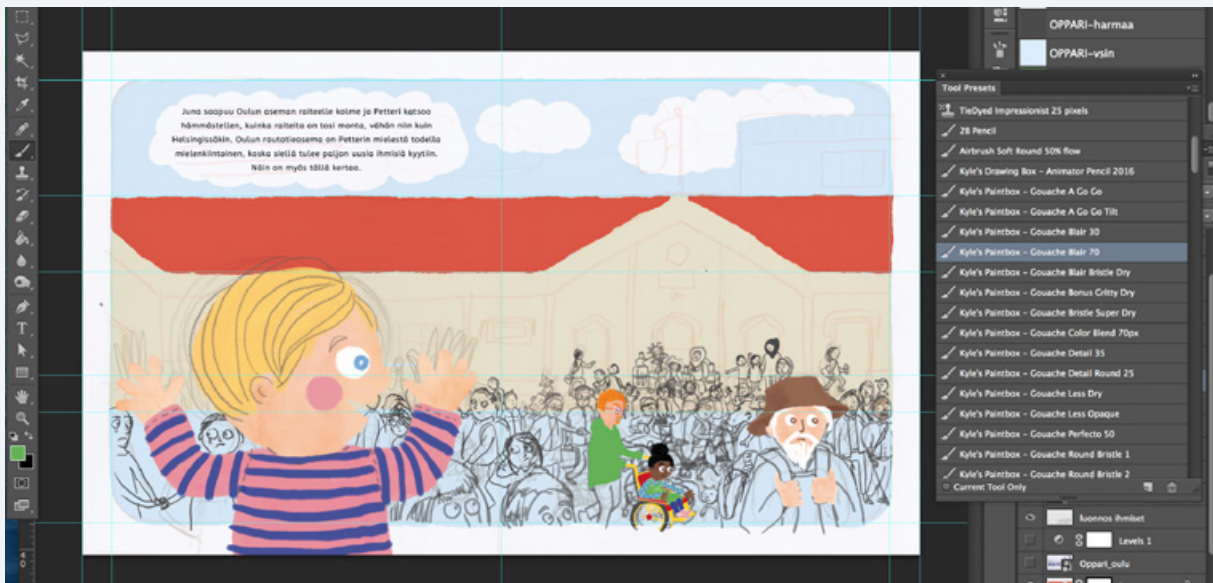 Juna saapuu Oulun aseman raiteelle kolme ja Petteri katsoo
hämmästellen, kuinka raiteita on tosi monta, vähän niin kuin
Helsingissäkin. Oulun rautatieasema on Petterin mielestä todella
mielenkiintoinen, koska siellä tulee paljon uusia ihmisiä kyytiin.
Näin on myös tällä kertaa.
OPPARI-harmaa
OPPARI-vsin
Tool Presets
TieDyed Impressionist 25 pixels
2B Pencil
Airbrush Soft Round 50% flow
Kyle's Drawing Box - Animator Pencil 2016
Kyle's Paintbox - Gouache A Go Go
Kyle's Paintbox - Gouache A Go Go Tilt
Kyle's Paintbox - Gouache Blair 30
Kyle's Paintbox - Gouache Blair 70
Kyle's Paintbox - Gouache Blair Bristle Dry
Kyle's Paintbox - Gouache Bonus Gritty Dry
Kyle's Paintbox - Gouache Bristle Super Dry
Kyle's Paintbox - Gouache Color Blend 70px
Kyle's Paintbox - Gouache Detail 35
Kyle's Paintbox - Gouache Detail Round 25
Kyle's Paintbox - Gouache Less Dry
Kyle's Paintbox - Gouache Less Opaque
Kyle's Paintbox - Gouache Perfecto 50
Kyle's Paintbox - Gouache Round Bristle 1
Kyle's Paintbox - Gouache Round Bristle 2
Current Tool Only
luonnos ihmiset
Levels 1
Oppari_oulu
4
0